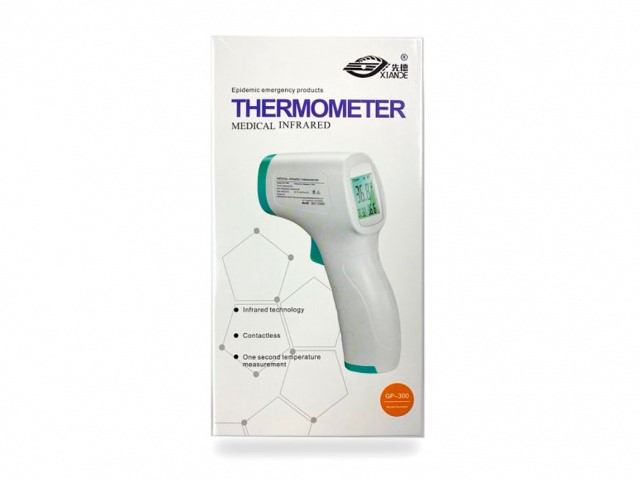 ®
先德
XIANDE
Epidemic emergency products
THERMOMETER
MEDICAL INFRARED
Infrared technology
Contactless
One second temperature
measurement
GP-300